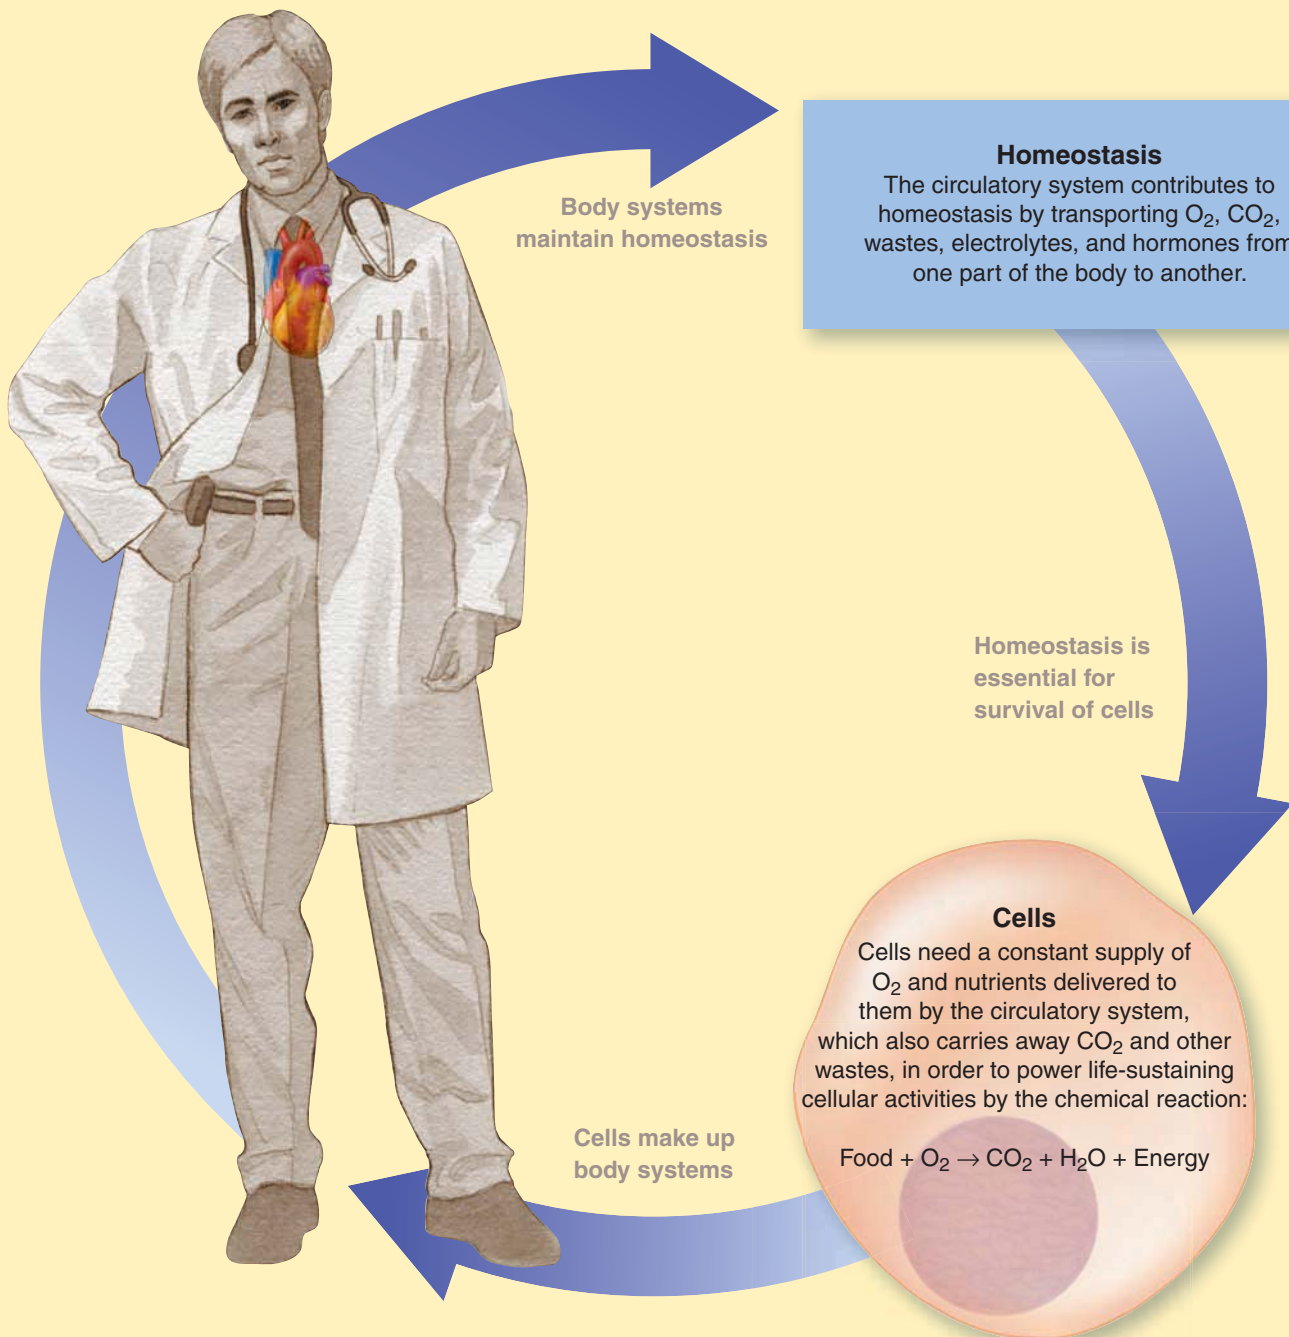 Homeostasis
The circulatory system contributes to
homeostasis by transporting O₂, CO₂,
wastes, electrolytes, and hormones from
one part of the body to another.
Body systems
maintain homeostasis
Homeostasis is
essential for
survival of cells
Cells
Cells need a constant supply of
O₂ and nutrients delivered to
them by the circulatory system,
which also carries away CO₂ and other
wastes, in order to power life-sustaining
cellular activities by the chemical reaction:
Food + O₂ → CO₂ + H₂O + Energy
Cells make up
body systems